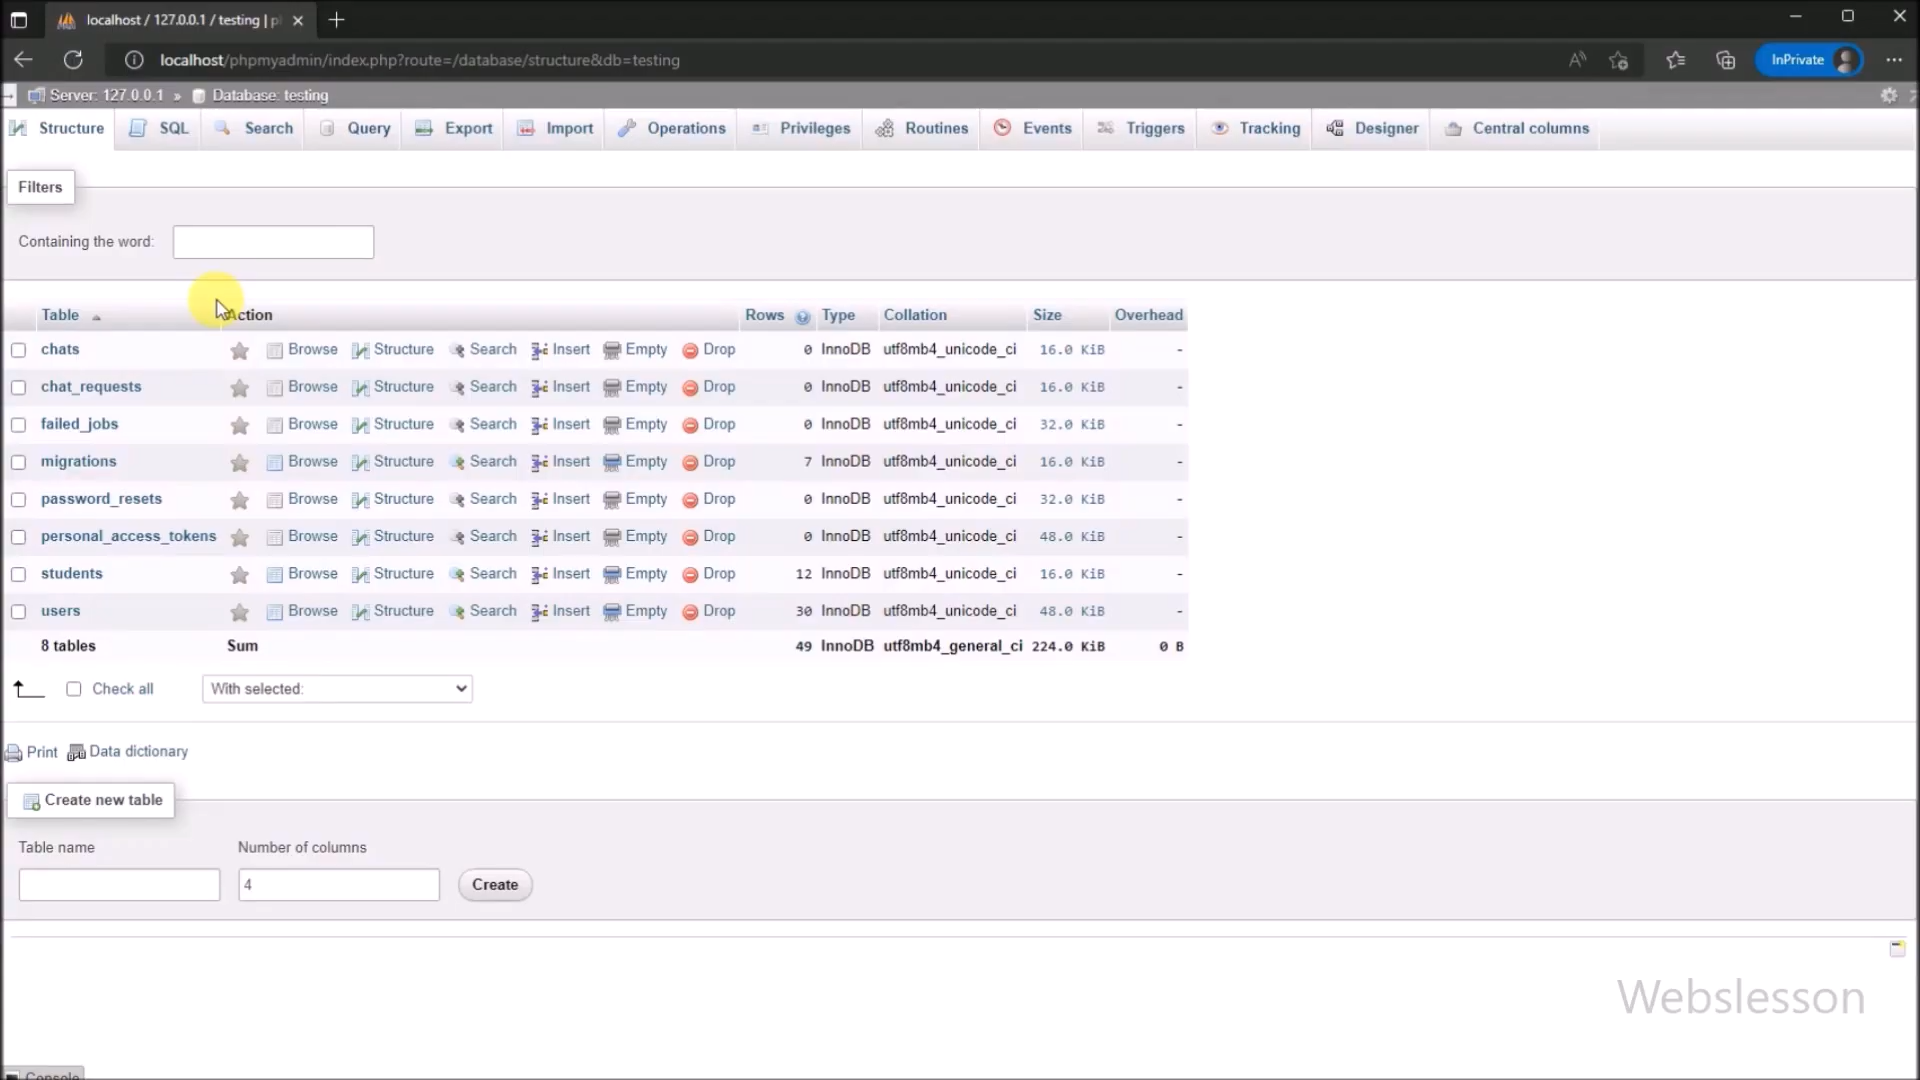 localhost / 127.0.0.1 / testing | p
localhost/phpmyadmin/index.php?route=/database/structure&db=testing
InPrivate
Server: 127.0.0.1 » Database: testing
Structure SQL Search Query Export Import Operations Privileges Routines Events Triggers Tracking Designer Central columns
Filters
Containing the word:
Table Action Rows Type Collation Size Overhead
chats Browse Structure Search Insert Empty Drop 0 InnoDB utf8mb4_unicode_ci 16.0 KiB -
chat_requests Browse Structure Search Insert Empty Drop 0 InnoDB utf8mb4_unicode_ci 16.0 KiB -
failed_jobs Browse Structure Search Insert Empty Drop 0 InnoDB utf8mb4_unicode_ci 32.0 KiB -
migrations Browse Structure Search Insert Empty Drop 7 InnoDB utf8mb4_unicode_ci 16.0 KiB -
password_resets Browse Structure Search Insert Empty Drop 0 InnoDB utf8mb4_unicode_ci 32.0 KiB -
personal_access_tokens Browse Structure Search Insert Empty Drop 0 InnoDB utf8mb4_unicode_ci 48.0 KiB -
students Browse Structure Search Insert Empty Drop 12 InnoDB utf8mb4_unicode_ci 16.0 KiB -
users Browse Structure Search Insert Empty Drop 30 InnoDB utf8mb4_unicode_ci 48.0 KiB -
8 tables Sum 49 InnoDB utf8mb4_general_ci 224.0 KiB 0 B
Check all With selected:
Print Data dictionary
Create new table
Table name Number of columns
4 Create
Webslesson
Console